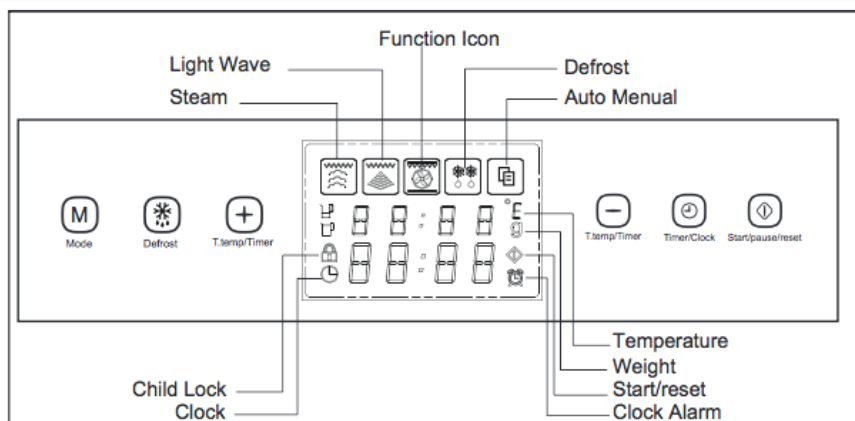 Function Icon
Light Wave
Defrost
Steam
Auto Menual
M
Mode
Defrost
T.temp/Timer
T.temp/Timer
Timer/Clock
Start/pause/reset
Temperature
Weight
Child Lock
Start/reset
Clock
Clock Alarm